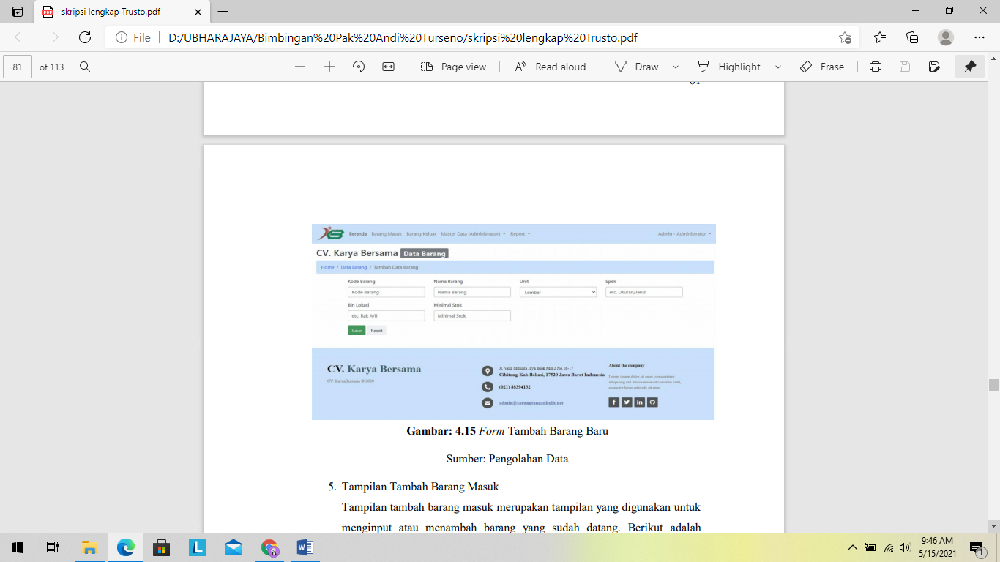 skripsi lengkap Trusto.pdf
File
D:/UBHARAJAYA/Bimbingan%20Pak%20Andi%20Turseno/skripsi%20lengkap%20Trusto.pdf
81 of 113
Page view
Read aloud
Draw
Highlight
Erase
Beranda Barang Masuk Barang Keluar Master Data (Administrator) Report
Admin - Administrator
CV. Karya Bersama Data Barang
Home / Data Barang / Tambah Data Barang
Kode Barang Nama Barang Unit Spek
Kode Barang Nama Barang Lembar etc. Ukuran/Jenis
Bin Lokasi Minimal Stok
etc. Rak A/B Minimal Stok
Save Reset
CV. Karya Bersama
CV. KaryaBersama © 2020
Jl. Villa Mutiara Jaya Blok MB.2 No.16-17
Cibitung-Kab Bekasi, 17520 Jawa Barat Indonesia
(021) 88394132
admin@sarungtangankulit.net
About the company
Lorem ipsum dolor sit amet, consectateur
adispicing elit. Fusce euismod convallis velit,
eu auctor lacus vehicula sit amet.
Gambar: 4.15 Form Tambah Barang Baru
Sumber: Pengolahan Data
5. Tampilan Tambah Barang Masuk
Tampilan tambah barang masuk merupakan tampilan yang digunakan untuk
menginput atau menambah barang yang sudah datang. Berikut adalah
9:46 AM
5/15/2021
1